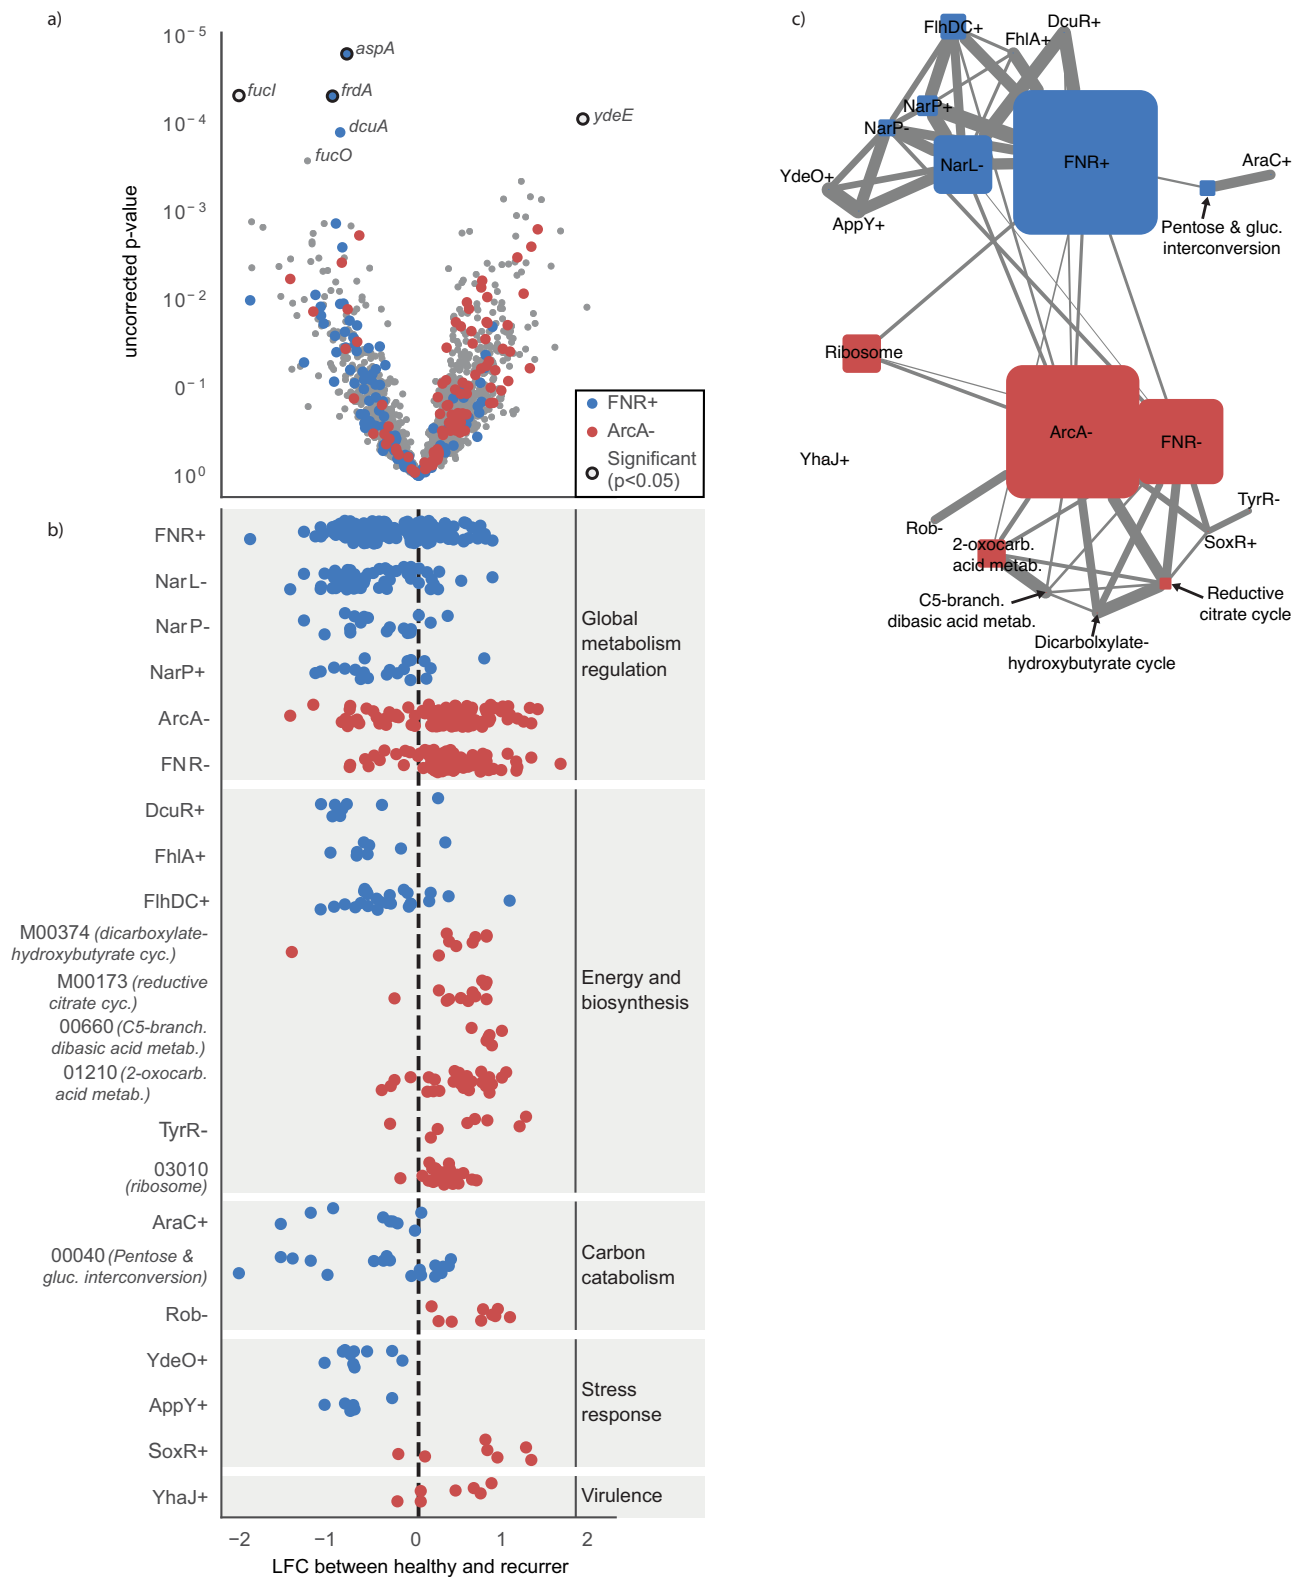 a)
10⁻⁵
10⁻⁴
10⁻³
10⁻²
0⁻¹
10⁰
uncorrected p-value
aspA
fucI
frdA
dcuA
fucO
ydeE
FNR+
ArcA-
Significant
(p<0.05)
b)
FNR+
NarL-
NarP-
NarP+
ArcA-
FNR-
Global
metabolism
regulation
DcuR+
FhlA+
FlhDC+
M00374 (dicarboxylate-
hydroxybutyrate cyc.)
M00173 (reductive
citrate cyc.)
00660 (C5-branch.
dibasic acid metab.)
01210 (2-oxocarb.
acid metab.)
TyrR-
03010
(ribosome)
Energy and
biosynthesis
AraC+
00040 (Pentose &
gluc. interconversion)
Rob-
Carbon
catabolism
YdeO+
AppY+
SoxR+
Stress
response
YhaJ+
Virulence
−2
−1
0
1
2
LFC between healthy and recurrer
c)
FlhDC+
DcuR+
FhlA+
NarP+
NarP-
NarL-
FNR+
YdeO+
AppY+
AraC+
Pentose & gluc.
interconversion
Ribosome
ArcA-
FNR-
YhaJ+
Rob-
TyrR-
SoxR+
2-oxocarb.
acid metab.
C5-branch.
dibasic acid metab.
Reductive
citrate cycle
Dicarbolxylate-
hydroxybutyrate cycle